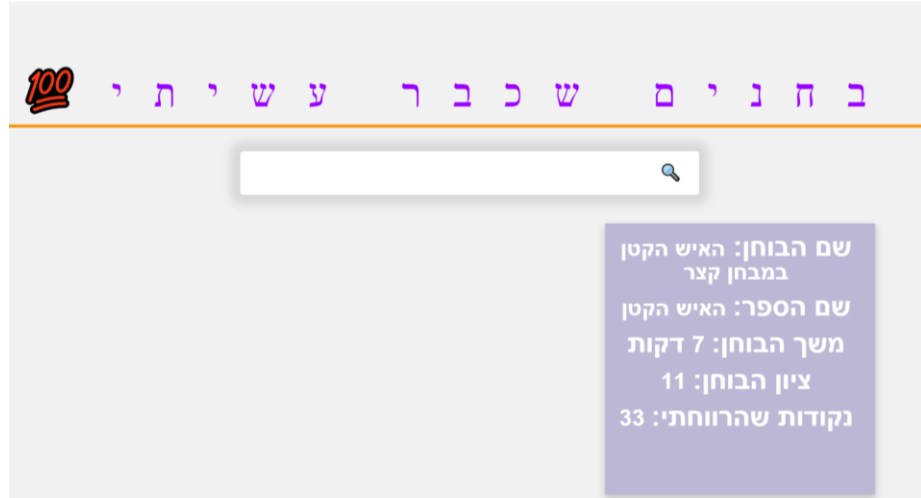 בחנים שכבר עשיתי 💯
שם הבוחן: האיש הקטן
במבחן קצר
שם הספר: האיש הקטן
משך הבוחן: 7 דקות
ציון הבוחן: 11
נקודות שהרווחתי: 33